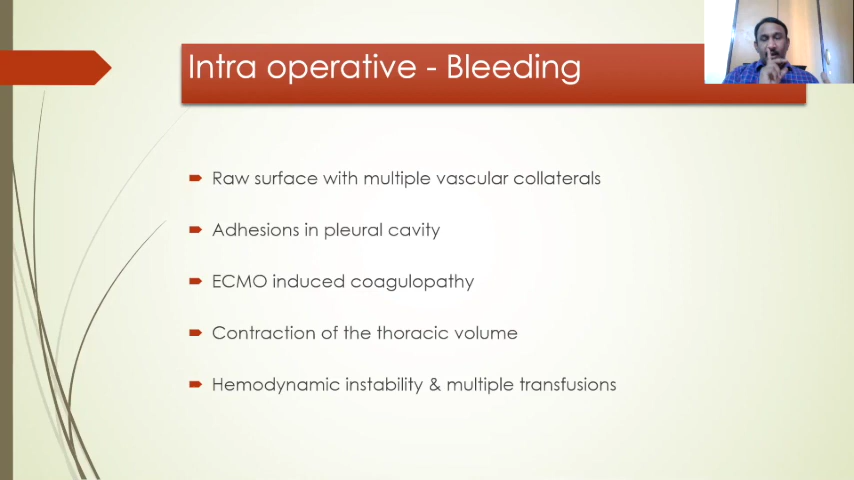 Intra operative - Bleeding
Raw surface with multiple vascular collaterals
Adhesions in pleural cavity
ECMO induced coagulopathy
Contraction of the thoracic volume
Hemodynamic instability & multiple transfusions